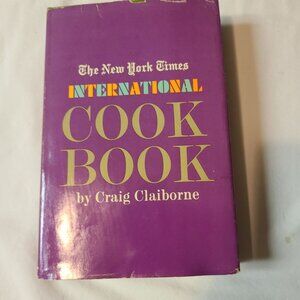 The New York Times
INTERNATIONAL
COOK
BOOK
by Craig Claiborne